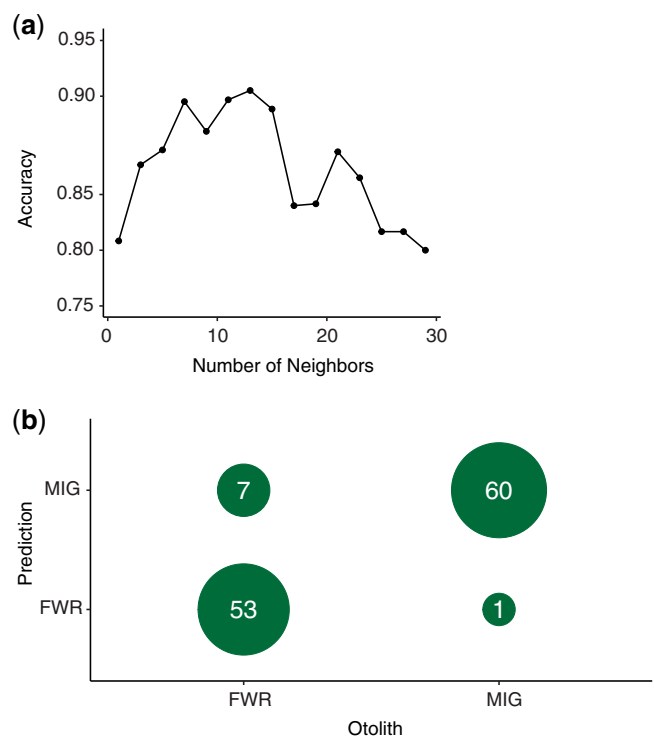 (a)
0.95
0.90
0.85
0.80
0.75
Accuracy
0 10 20 30
Number of Neighbors
(b)
MIG 7 60
Prediction
FWR 53 1
FWR MIG
Otolith